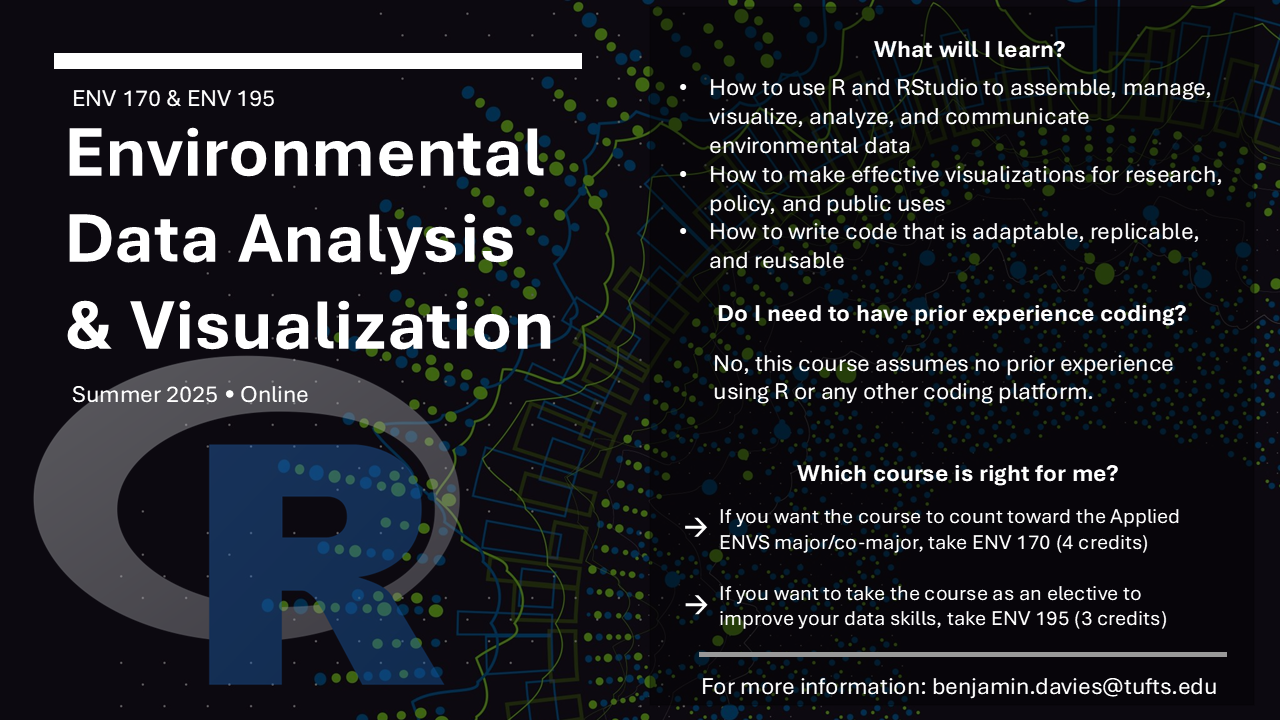 ENV 170 & ENV 195
Environmental
Data Analysis
& Visualization
Summer 2025 • Online
R
What will I learn?
• How to use R and RStudio to assemble, manage,
visualize, analyze, and communicate
environmental data
• How to make effective visualizations for research,
policy, and public uses
• How to write code that is adaptable, replicable,
and reusable
Do I need to have prior experience coding?
No, this course assumes no prior experience
using R or any other coding platform.
Which course is right for me?
→ If you want the course to count toward the Applied
ENVS major/co-major, take ENV 170 (4 credits)
→ If you want to take the course as an elective to
improve your data skills, take ENV 195 (3 credits)
For more information: benjamin.davies@tufts.edu